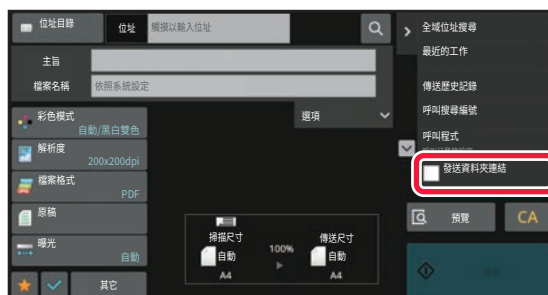 位址目錄
位址
觸摸以輸入位址
主旨
檔案名稱
依照系統設定
彩色模式
自動/黑白雙色
解析度
200x200dpi
檔案格式
PDF
原稿
曝光
自動
其它
選項
掃描尺寸
自動
A4
100%
傳送尺寸
自動
A4
全域位址搜尋
最近的工作
傳送歷史記錄
呼叫搜尋編號
呼叫程式
發送資料夾連結
預覽
CA